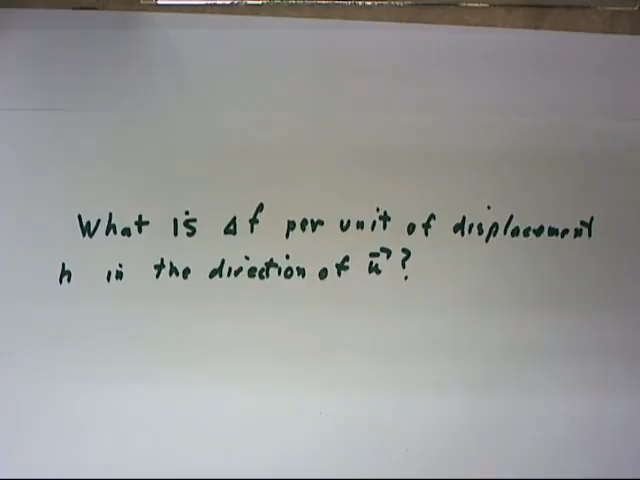 What is Δf per unit of displacement
h in the direction of u⃗?